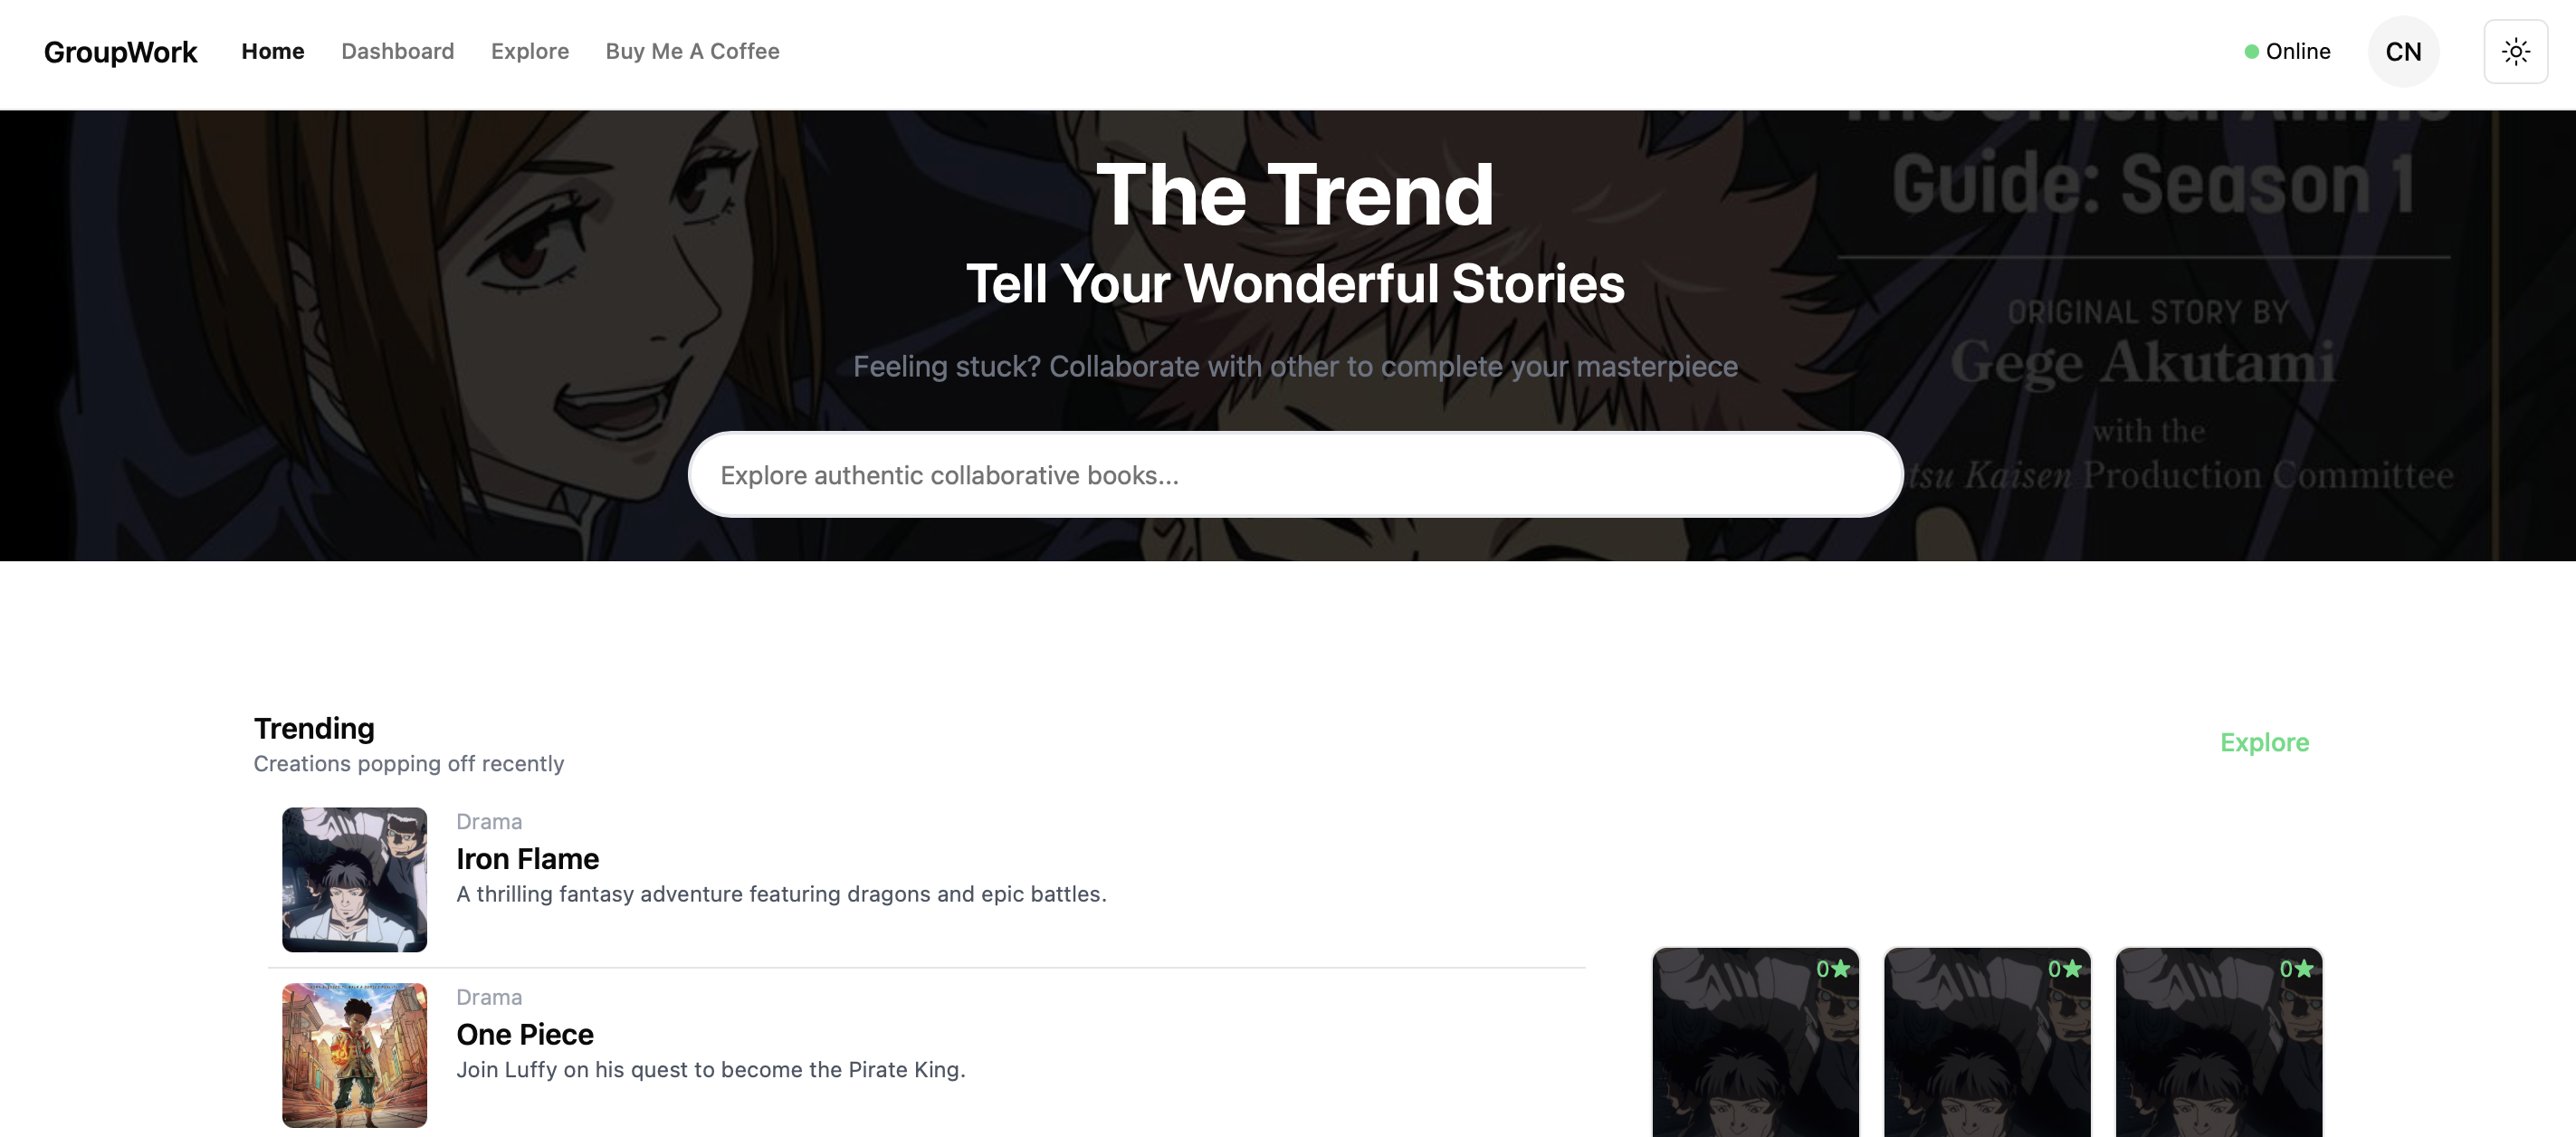 GroupWork
Home
Dashboard
Explore
Buy Me A Coffee
Online
CN
The Official Anime
Guide: Season 1
ORIGINAL STORY BY
Gege Akutami
with the
tsu Kaisen Production Committee
The Trend
Tell Your Wonderful Stories
Feeling stuck? Collaborate with other to complete your masterpiece
Explore authentic collaborative books...
Trending
Creations popping off recently
Explore
Drama
Iron Flame
A thrilling fantasy adventure featuring dragons and epic battles.
Drama
One Piece
Join Luffy on his quest to become the Pirate King.
0★
0★
0★